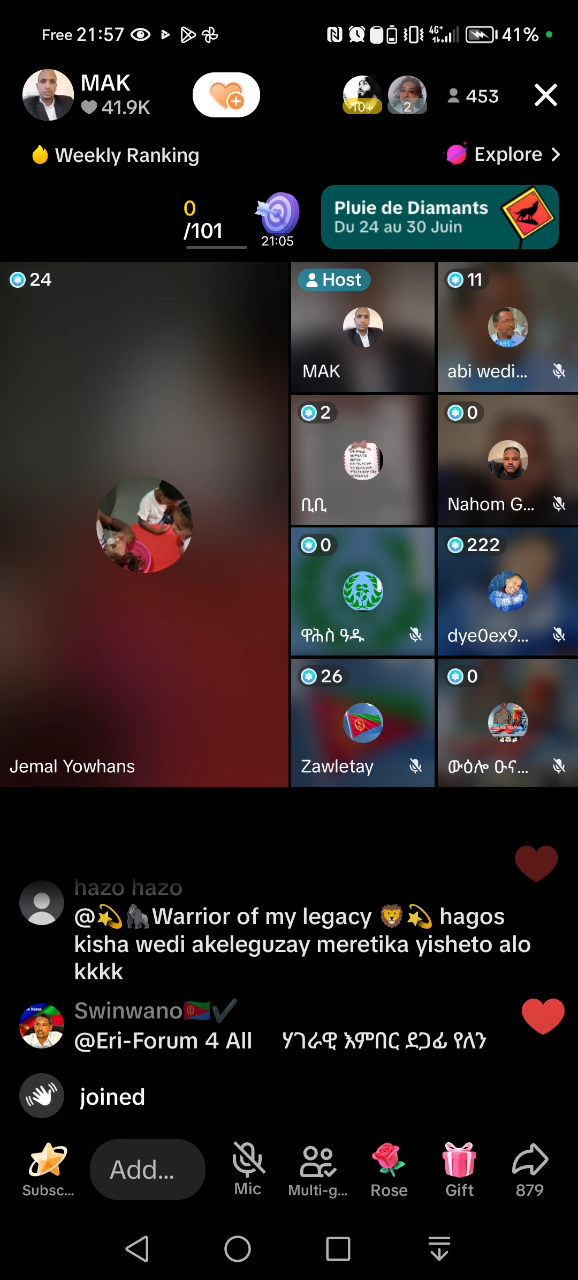 Free 21:57
4G+ 41%
MAK
41.9K
10+
2
453
Weekly Ranking
Explore
0
/101
21:05
Pluie de Diamants
Du 24 au 30 Juin
24
Host
MAK
11
abi wedi...
2
ቢቢ
0
Nahom G...
0
ዋሕስ ዓዱ
222
dye0ex9...
Jemal Yowhans
26
Zawletay
0
ውዕሎ ዑና...
hazo hazo
@💫🦍Warrior of my legacy 🦁💫 hagos
kisha wedi akeleguzay meretika yisheto alo
kkkk
Swinwano🇪🇷✔️
@Eri-Forum 4 All ሃገራዊ እምበር ደጋፊ የለን
joined
Subsc...
Add...
Mic
Multi-g...
Rose
Gift
879